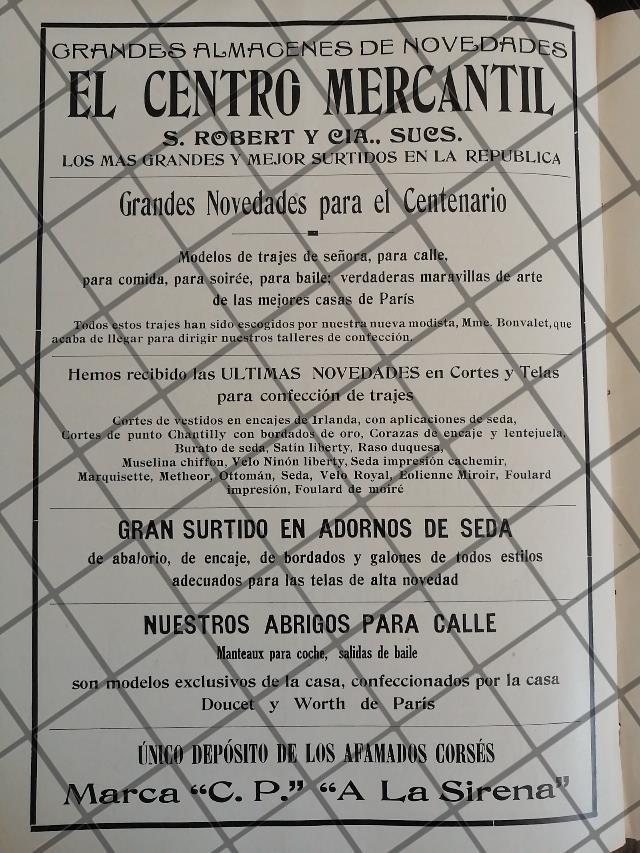 GRANDES ALMACENES DE NOVEDADES
EL CENTRO MERCANTIL
S. ROBERT Y CIA., SUCS.
LOS MAS GRANDES Y MEJOR SURTIDOS EN LA REPUBLICA
Grandes Novedades para el Centenario
Modelos de trajes de señora, para calle,
para comida, para soirée, para baile; verdaderas maravillas de arte
de las mejores casas de París
Todos estos trajes han sido escogidos por nuestra nueva modista, Mme. Bonvalet, que
acaba de llegar para dirigir nuestros talleres de confección.
Hemos recibido las ULTIMAS NOVEDADES en Cortes y Telas
para confección de trajes
Cortes de vestidos en encajes de Irlanda, con aplicaciones de seda,
Cortes de punto Chantilly con bordados de oro, Corazas de encaje y lentejuela,
Burato de seda, Satín liberty, Raso duquesa,
Muselina chiffon, Velo Ninón liberty, Seda impresión cachemir,
Marquisette, Metheor, Ottomán, Seda, Velo Royal, Eolienne Miroir, Foulard
impresión, Foulard de moiré
GRAN SURTIDO EN ADORNOS DE SEDA
de abalorio, de encaje, de bordados y galones de todos estilos
adecuados para las telas de alta novedad
NUESTROS ABRIGOS PARA CALLE
Manteaux para coche, salidas de baile
son modelos exclusivos de la casa, confeccionados por la casa
Doucet y Worth de París
ÚNICO DEPÓSITO DE LOS AFAMADOS CORSÉS
Marca "C. P." "A La Sirena"